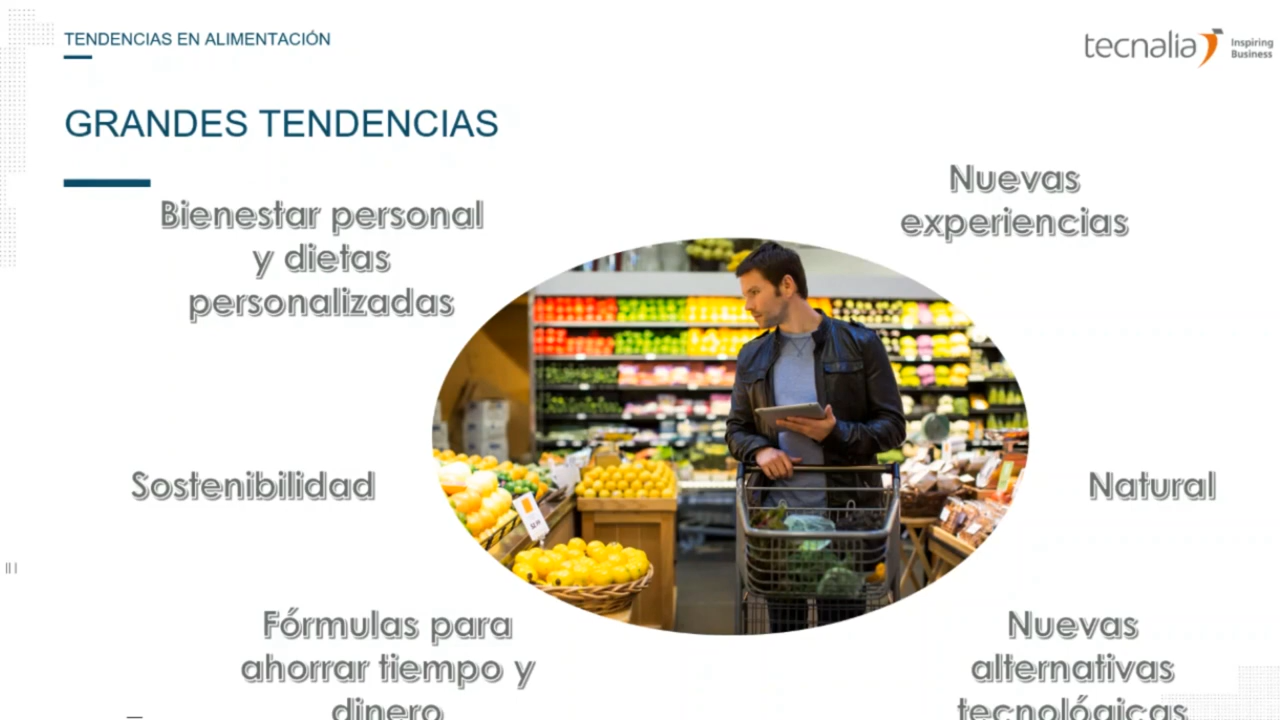 TENDENCIAS EN ALIMENTACIÓN
tecnalia Inspiring
Business
GRANDES TENDENCIAS
Bienestar personal
y dietas
personalizadas
Nuevas
experiencias
Sostenibilidad
Natural
Fórmulas para
ahorrar tiempo y
dinero
Nuevas
alternativas
tecnológicas